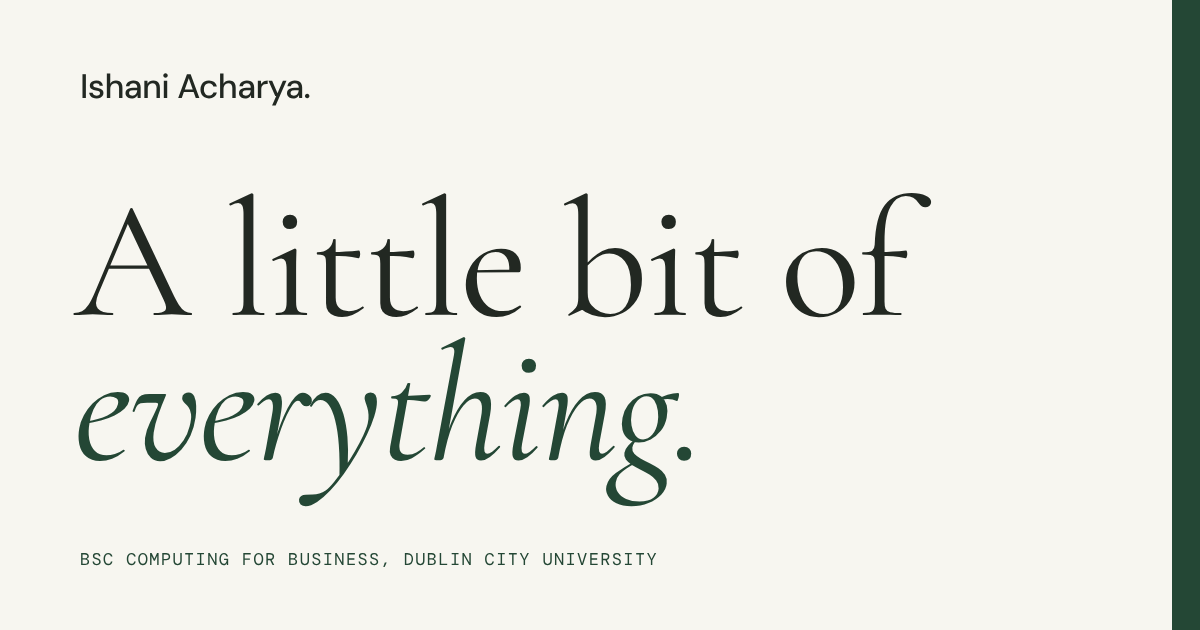 Ishani Acharya.
A little bit of
everything.
BSC COMPUTING FOR BUSINESS, DUBLIN CITY UNIVERSITY